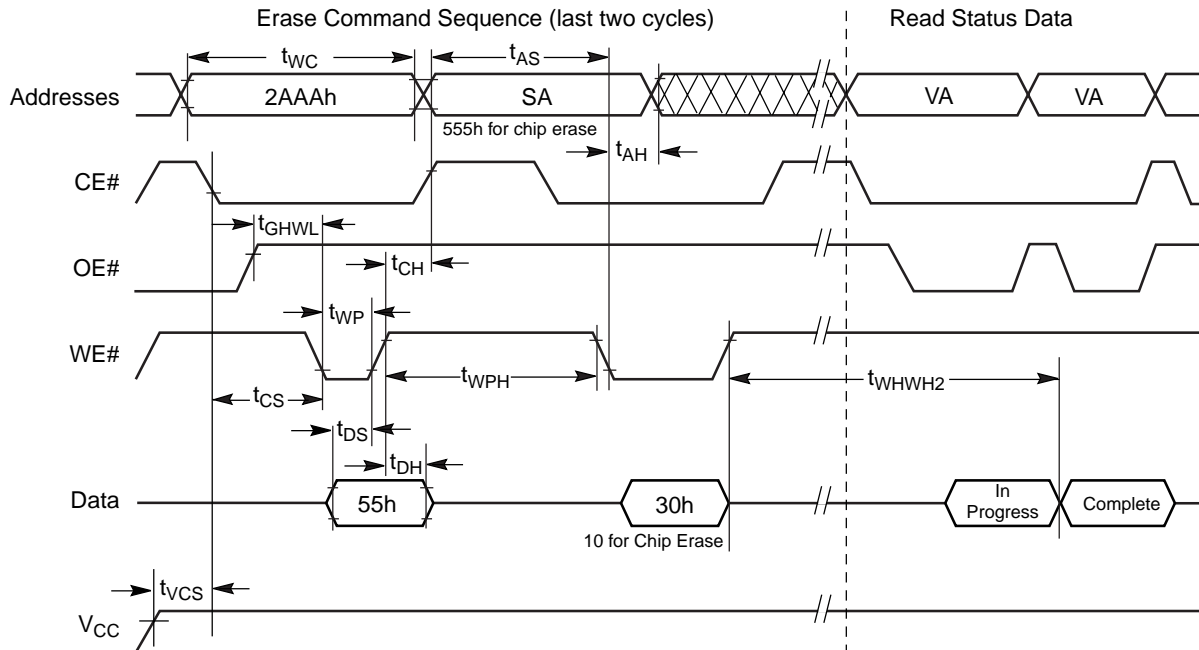 Erase Command Sequence (last two cycles)
Read Status Data
tWC
tAS
Addresses
2AAAh
SA
VA
VA
555h for chip erase
tAH
CE#
tGHWL
OE#
tCH
tWP
WE#
tWPH
tWHWH2
tCS
tDS
tDH
Data
55h
30h
In
Progress
Complete
10 for Chip Erase
tVCS
VCC